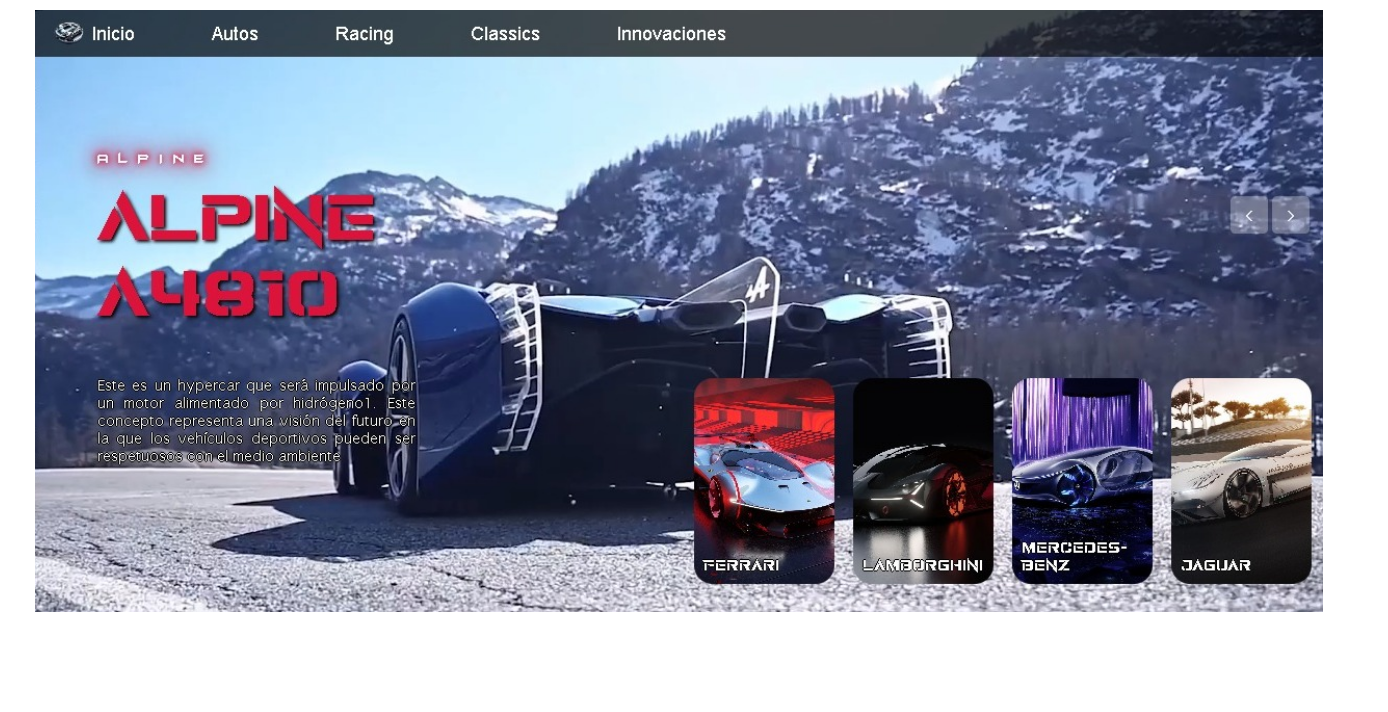 Inicio Autos Racing Classics Innovaciones
ALPINE
ALPINE
A4810
Este es un hypercar que será impulsado por
un motor alimentado por hidrógeno1. Este
concepto representa una visión del futuro en
la que los vehículos deportivos pueden ser
respetuosos con el medio ambiente
FERRARI
LAMBORGHINI
MERCEDES-
BENZ
JAGUAR